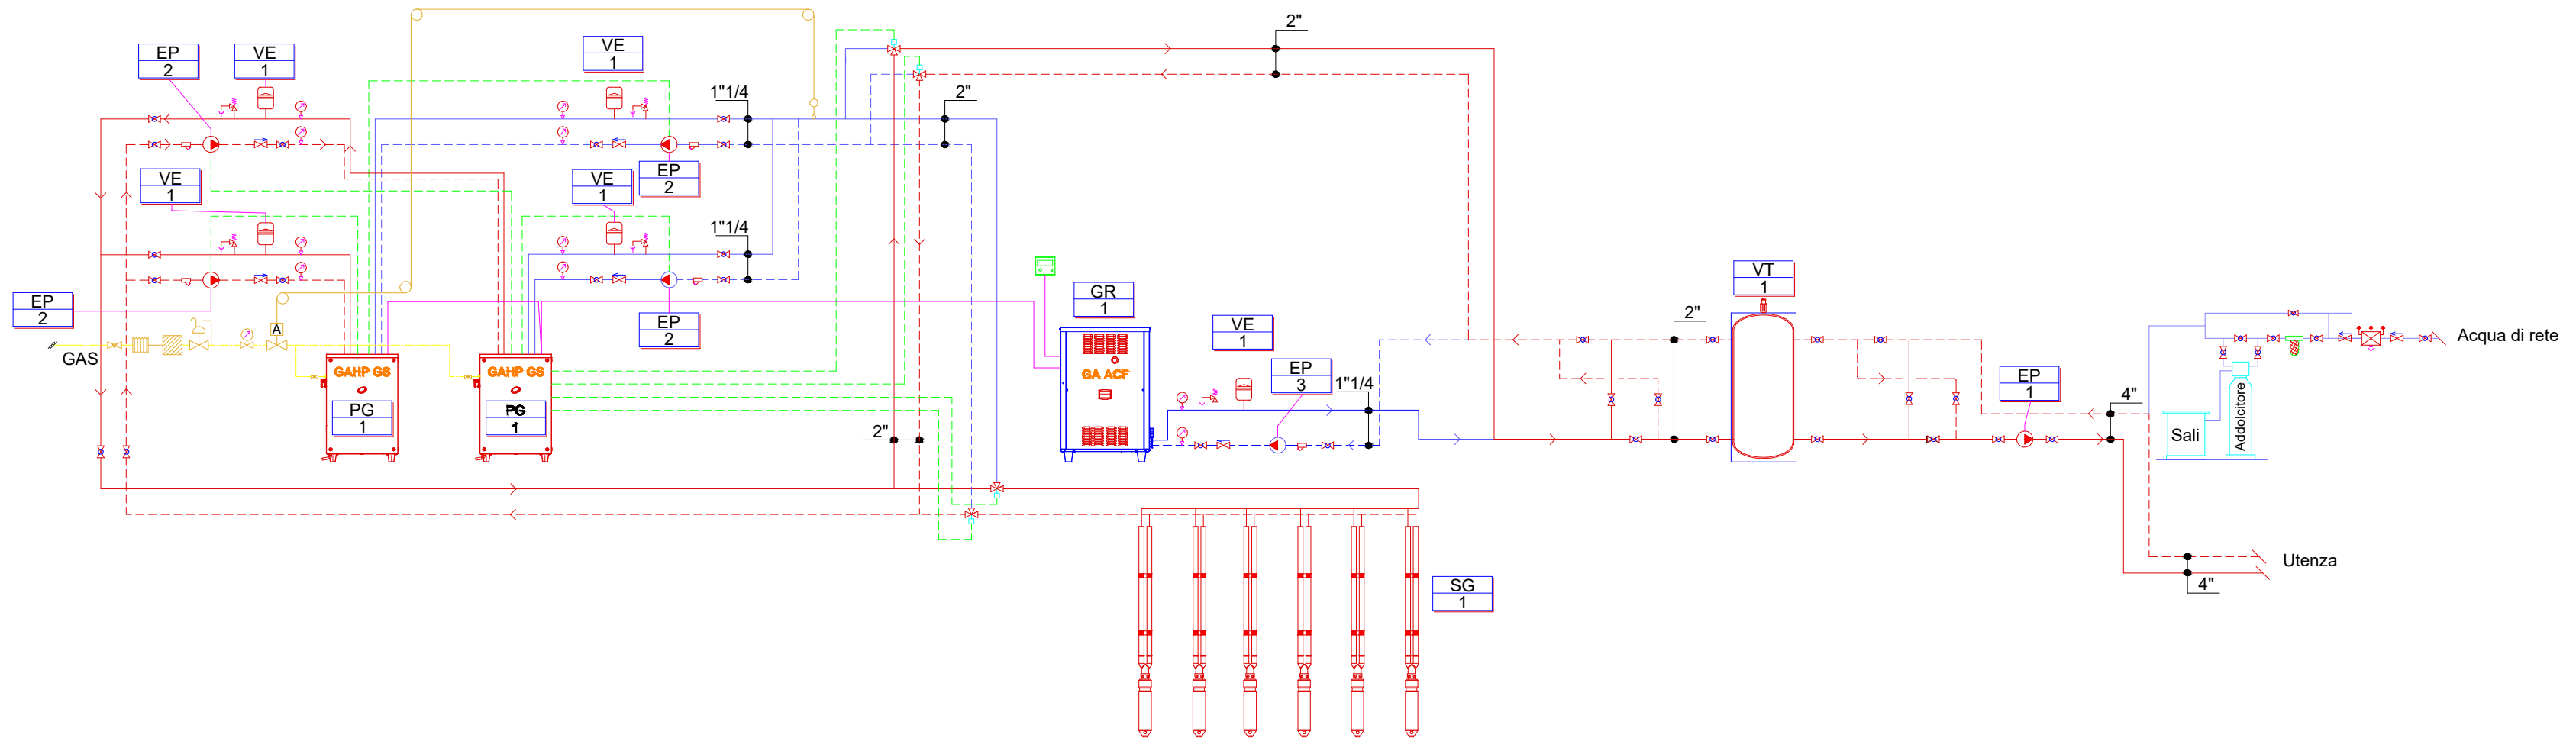 2"
EP
2
VE
1
VE
1
1"1/4
2"
VE
1
VE
1
EP
2
1"1/4
EP
2
EP
2
GAS
A
GAHP GS
PG
1
GAHP GS
PG
1
2"
GR
1
GA ACF
VE
1
EP
3
1"1/4
2"
VT
1
EP
1
4"
Sali
Addolcitore
Acqua di rete
Utenza
4"
SG
1